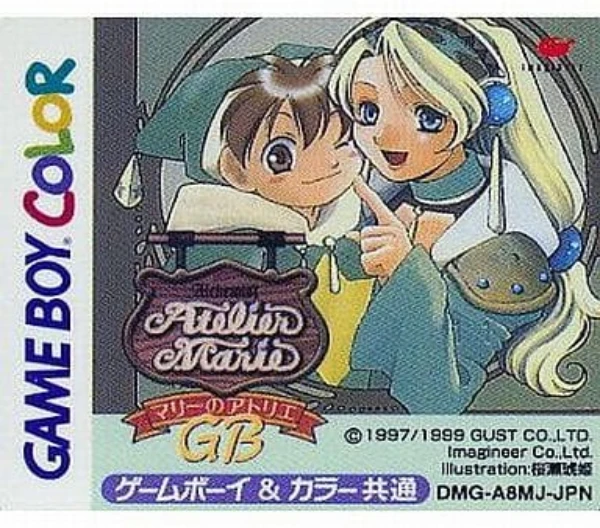 GAME BOY COLOR
IMAGINEER
Alchemist
Atelier
Marie
マリーのアトリエ
GB
© 1997/1999 GUST CO.,LTD.
Imagineer Co.,Ltd.
Illustration:桜瀬琥姫
ゲームボーイ & カラー共通
DMG-A8MJ-JPN